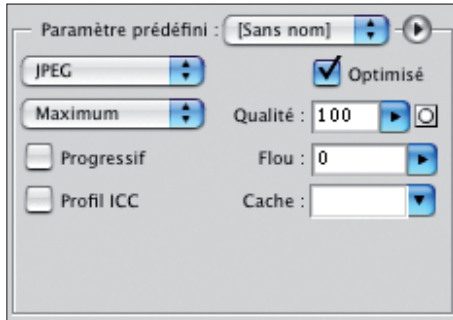 Paramètre prédéfini : [Sans nom]
JPEG Optimisé
Maximum Qualité : 100
Progressif Flou : 0
Profil ICC Cache :